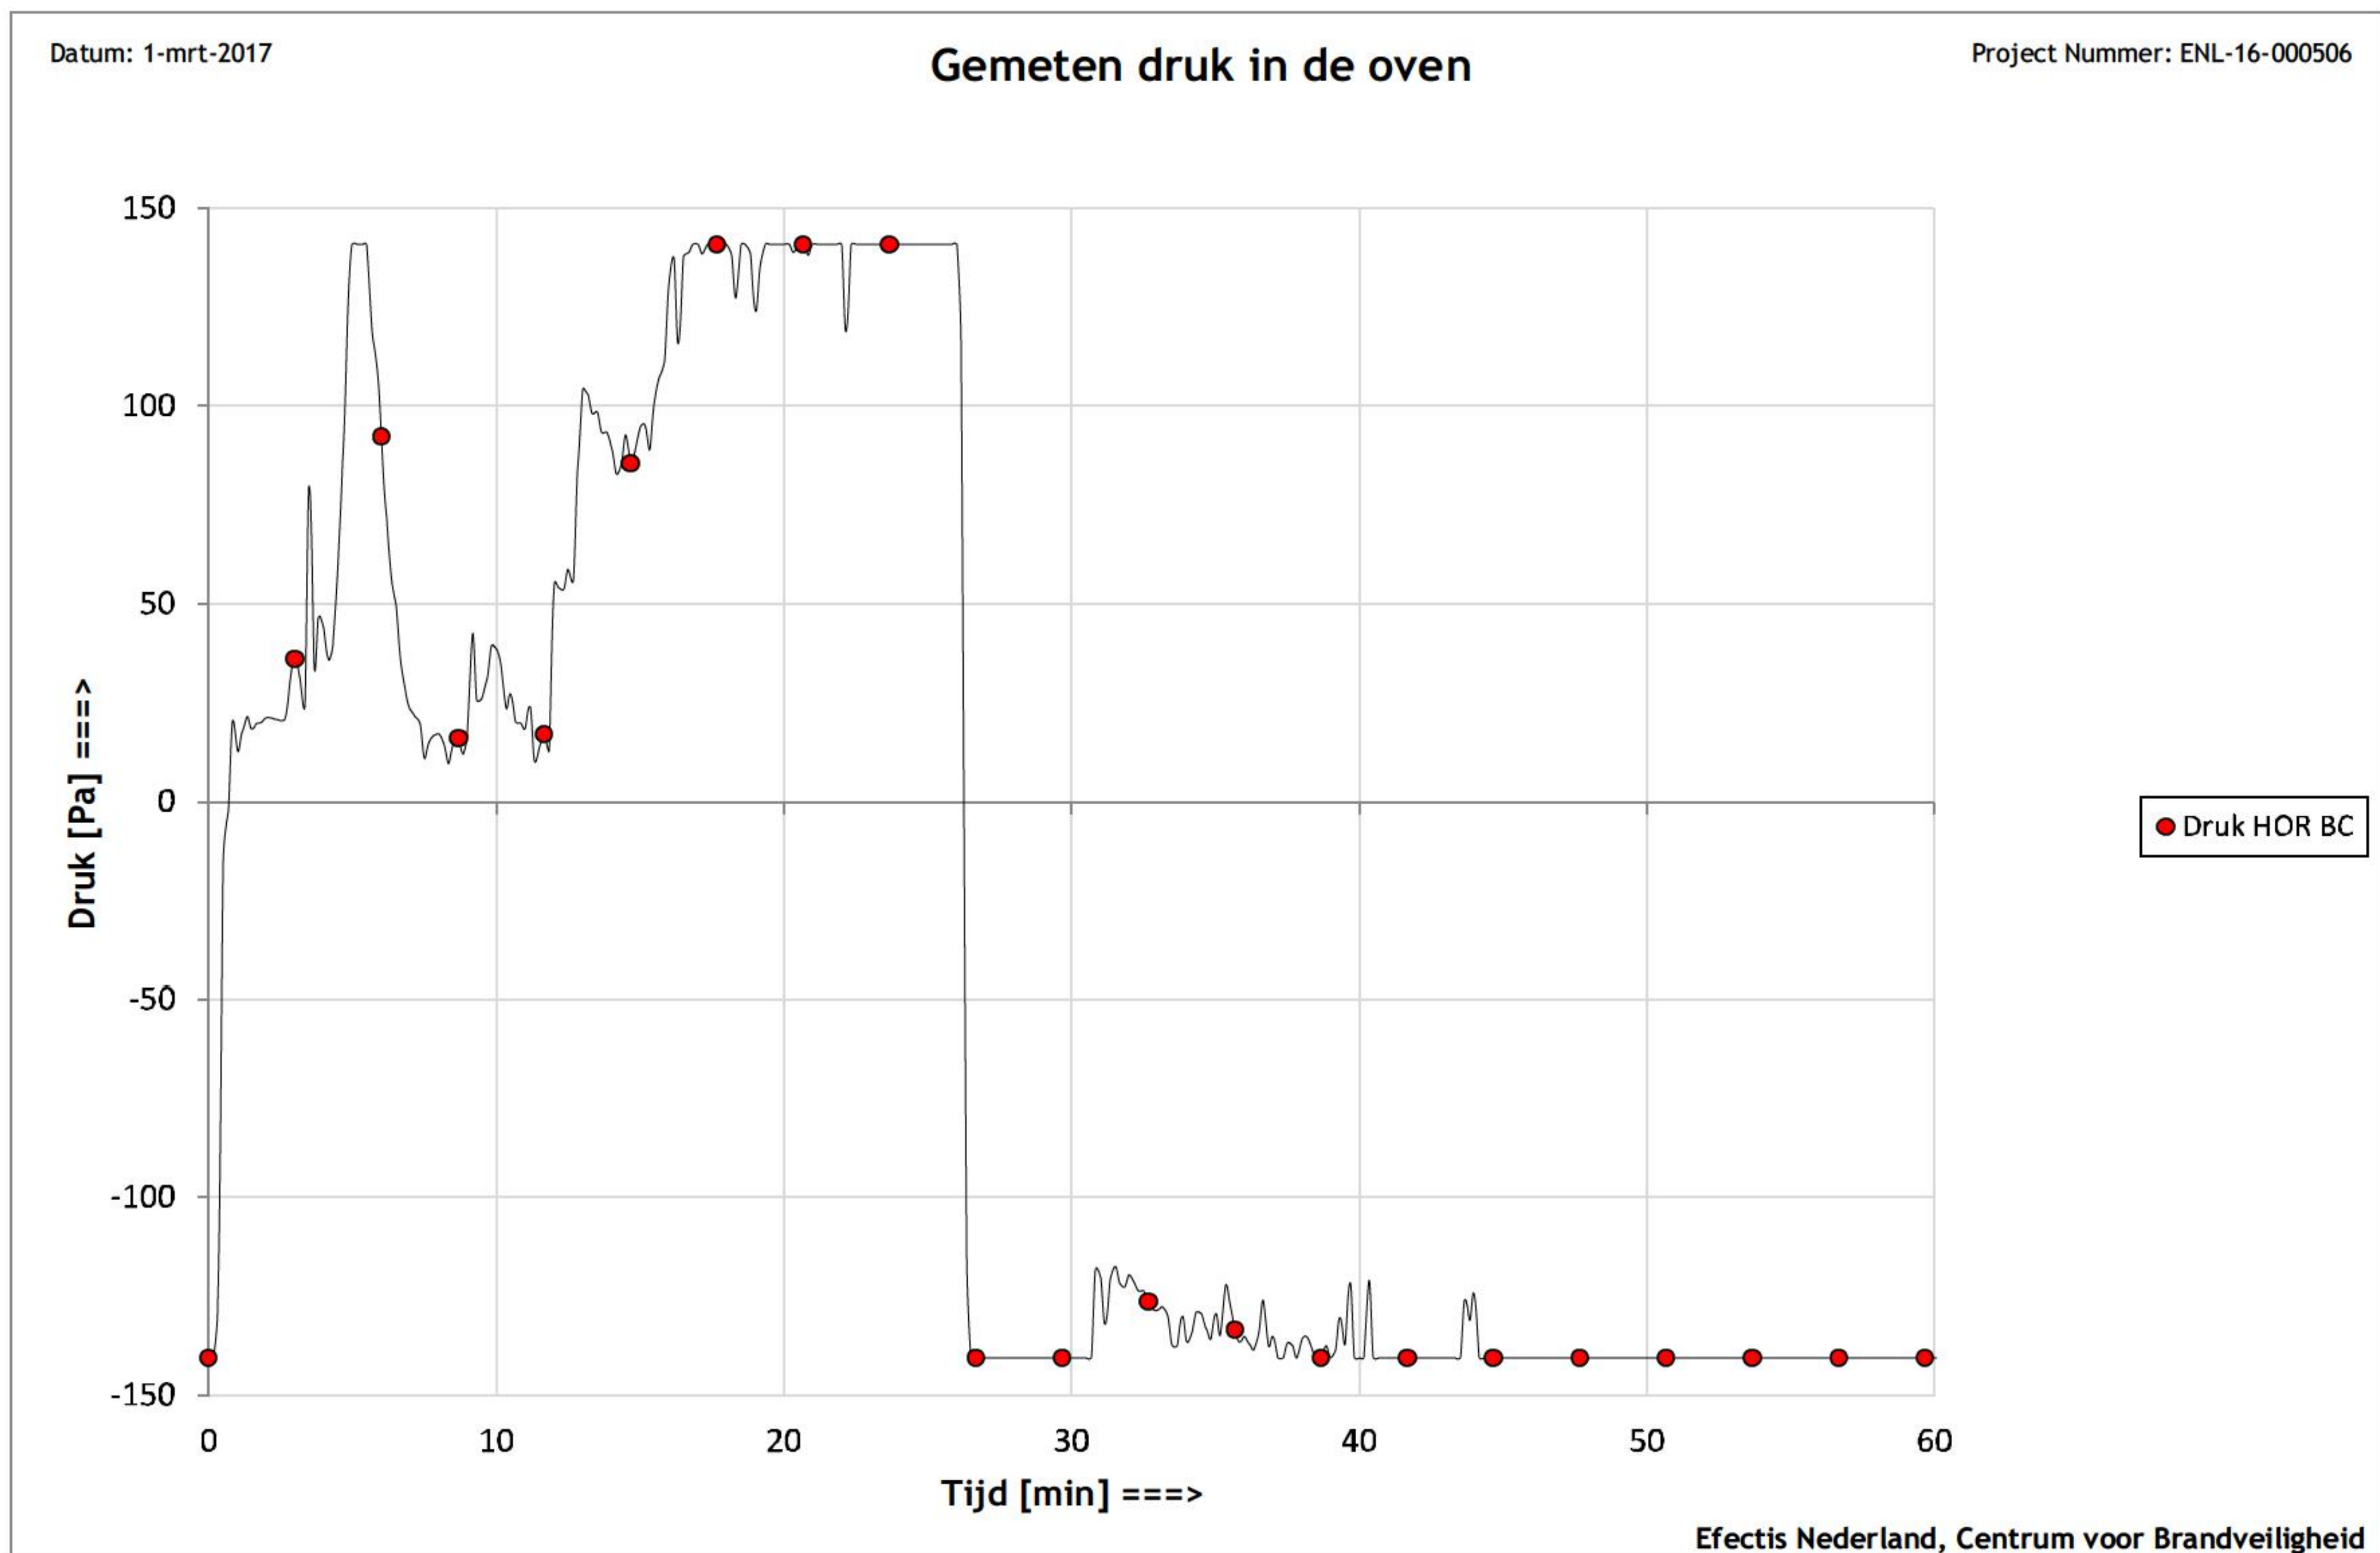 Datum: 1-mrt-2017
Gemeten druk in de oven
Project Nummer: ENL-16-000506
150
100
50
0
-50
-100
-150
Druk [Pa] ===>
Druk HOR BC
0 10 20 30 40 50 60
Tijd [min] ===>
Efectis Nederland, Centrum voor Brandveiligheid